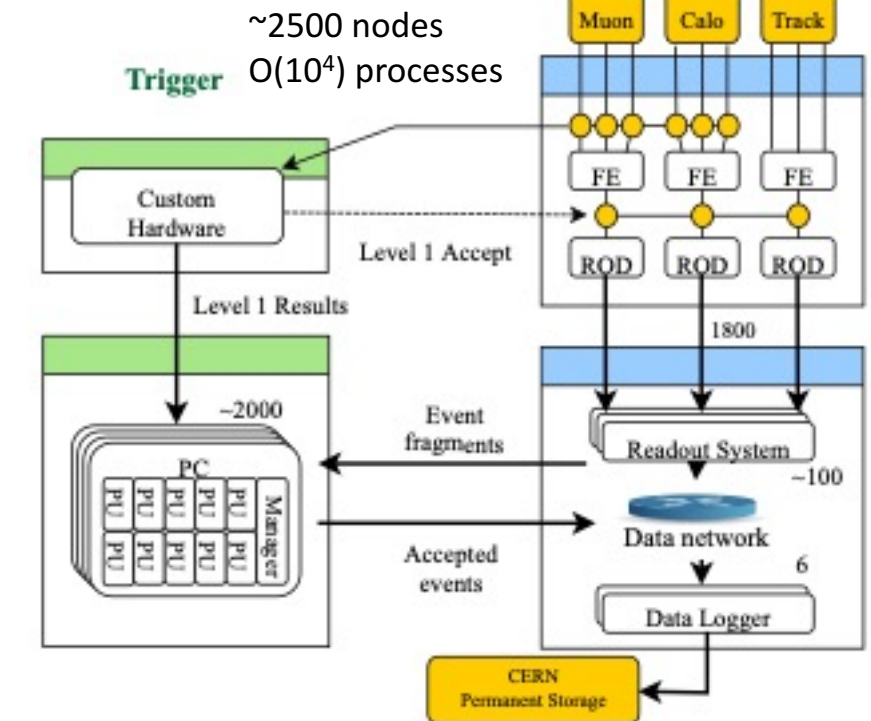 ~2500 nodes
O(10⁴) processes
Trigger
Muon
Calo
Track
Custom
Hardware
FE
FE
FE
Level 1 Accept
ROD
ROD
ROD
Level 1 Results
1800
~2000
PC
PU
PU
PU
PU
PU
PU
PU
PU
PU
PU
Manager
Event
fragments
Readout System
~100
Data network
Accepted
events
6
Data Logger
CERN
Permanent Storage